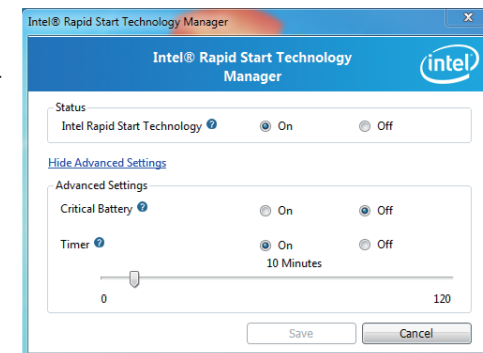 Intel® Rapid Start Technology Manager
x
Intel® Rapid Start Technology
Manager
intel
Status
Intel Rapid Start Technology ? On Off
Hide Advanced Settings
Advanced Settings
Critical Battery ? On Off
Timer ? On Off
10 Minutes
0 120
Save Cancel